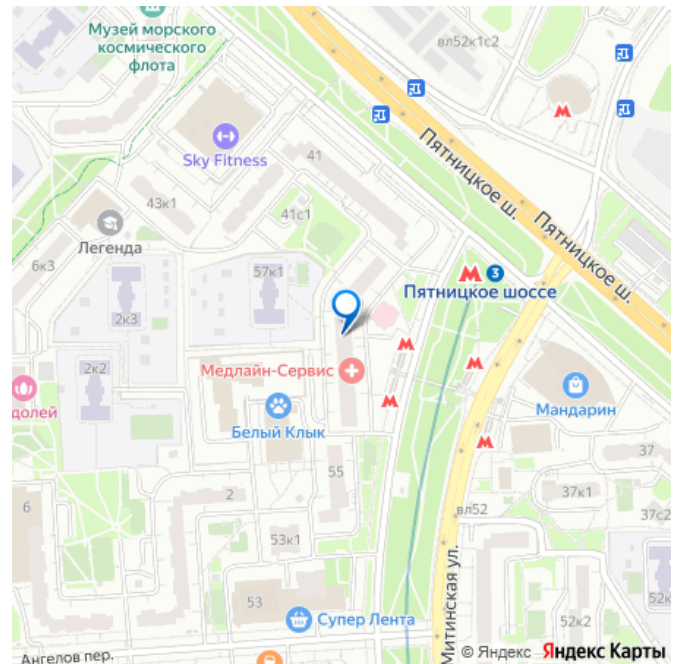 Музей морского
космического
флота
вл52к1с2
Sky Fitness
41
Пятницкое ш.
Пятницкое ш.
43к1
41с1
Легенда
6к3
57к1
3
Пятницкое шоссе
2к3
2к2
Медлайн-Сервис
долей
Мандарин
Белый Клык
55
37
2
37к1
6
вл52
37с2
53к1
53
52к
Супер Лента
52к2
Митинская ул.
Ангелов пер.
© Яндекс Яндекс Карты